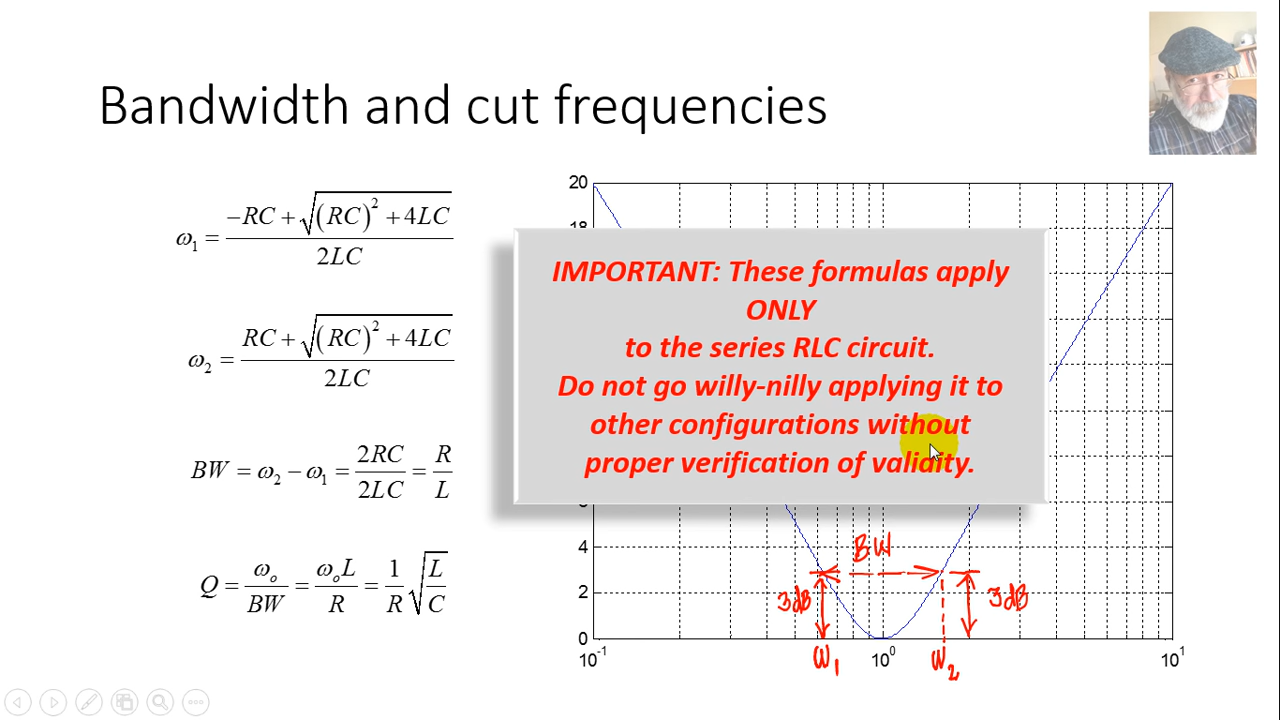 Bandwidth and cut frequencies
ω₁ = (−RC + √((RC)² + 4LC)) / 2LC
ω₂ = (RC + √((RC)² + 4LC)) / 2LC
BW = ω₂ − ω₁ = 2RC / 2LC = R / L
Q = ωₒ / BW = ωₒL / R = 1/R √(L/C)
20
IMPORTANT: These formulas apply
ONLY
to the series RLC circuit.
Do not go willy-nilly applying it to
other configurations without
proper verification of validity.
4
2
0
BW
3dB
3dB
ω₁
ω₂
10⁻¹
10⁰
10¹